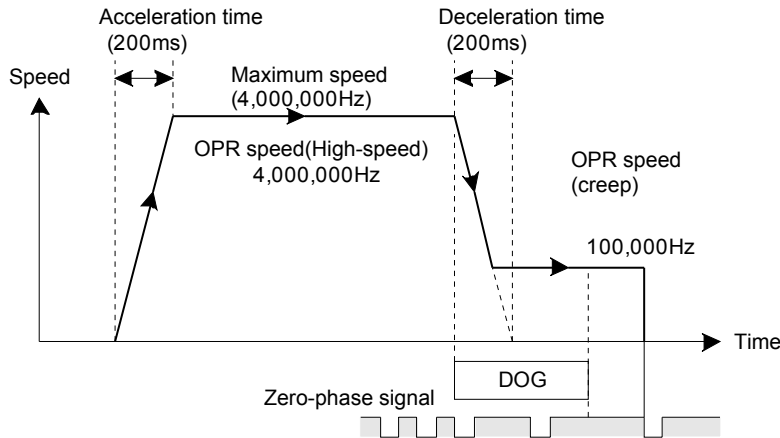 Acceleration time
(200ms)
Deceleration time
(200ms)
Speed
Maximum speed
(4,000,000Hz)
OPR speed(High-speed)
4,000,000Hz
OPR speed
(creep)
100,000Hz
Time
DOG
Zero-phase signal